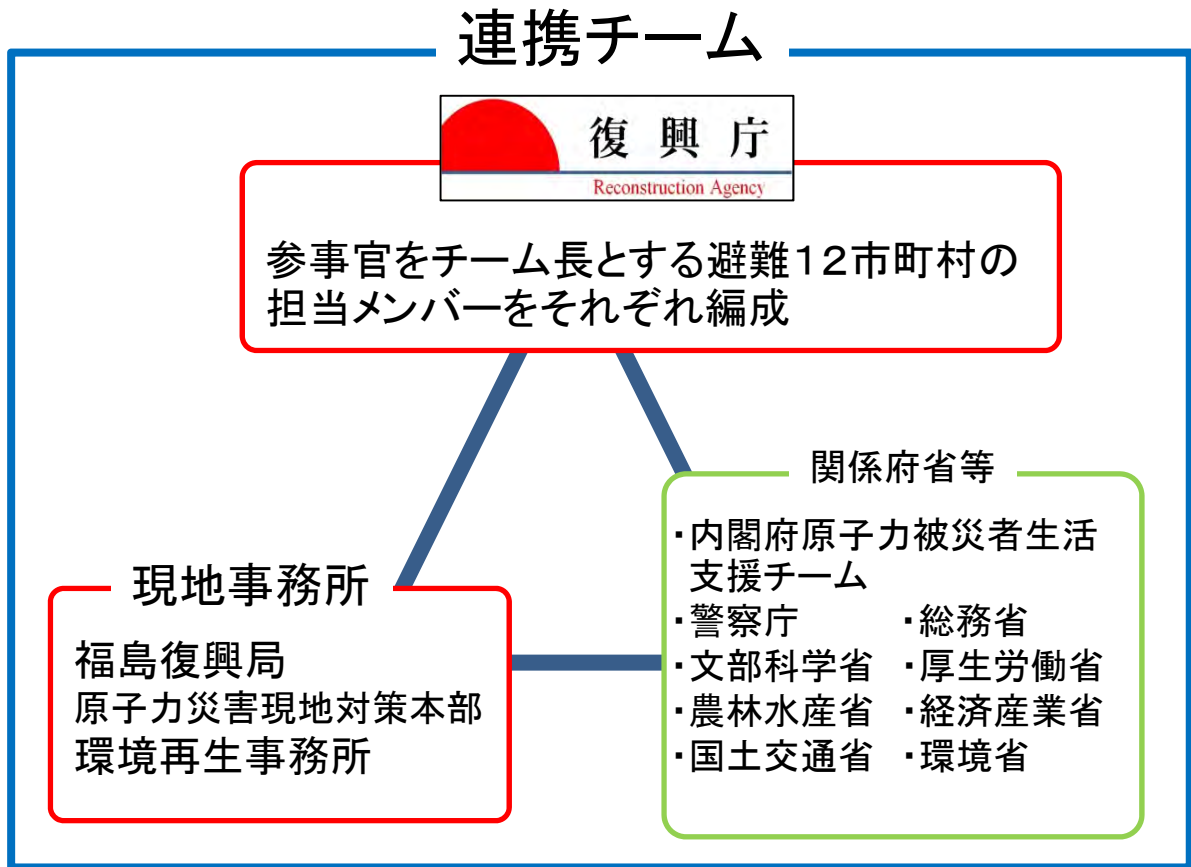 連携チーム
復興庁
Reconstruction Agency
参事官をチーム長とする避難12市町村の
担当メンバーをそれぞれ編成
関係府省等
・内閣府原子力被災者生活
支援チーム
・警察庁 ・総務省
・文部科学省 ・厚生労働省
・農林水産省 ・経済産業省
・国土交通省 ・環境省
現地事務所
福島復興局
原子力災害現地対策本部
環境再生事務所